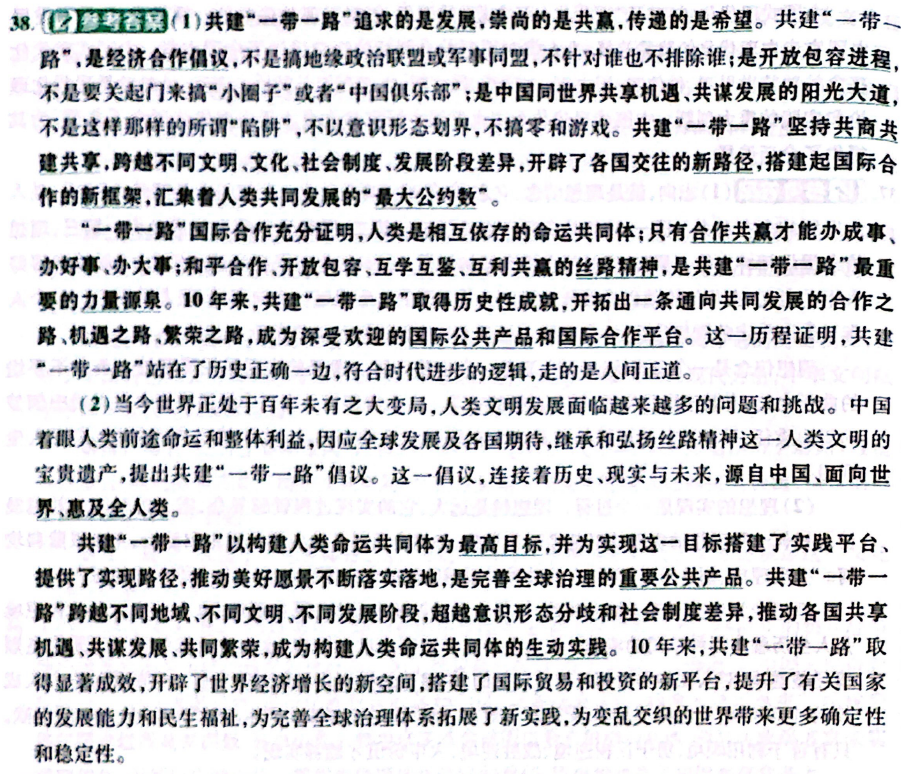 38. 参考答案 (1)共建“一带一路”追求的是发展,崇尚的是共赢,传递的是希望。共建“一带一
路”,是经济合作倡议,不是搞地缘政治联盟或军事同盟,不针对谁也不排除谁;是开放包容进程,
不是要关起门来搞“小圈子”或者“中国俱乐部”;是中国同世界共享机遇、共谋发展的阳光大道,
不是这样那样的所谓“陷阱”,不以意识形态划界,不搞零和游戏。共建“一带一路”坚持共商共
建共享,跨越不同文明、文化、社会制度、发展阶段差异,开辟了各国交往的新路径,搭建起国际合
作的新框架,汇集着人类共同发展的“最大公约数”。
“一带一路”国际合作充分证明,人类是相互依存的命运共同体;只有合作共赢才能办成事、
办好事、办大事;和平合作、开放包容、互学互鉴、互利共赢的丝路精神,是共建“一带一路”最重
要的力量源泉。10年来,共建“一带一路”取得历史性成就,开拓出一条通向共同发展的合作之
路、机遇之路、繁荣之路,成为深受欢迎的国际公共产品和国际合作平台。这一历程证明,共建
“一带一路”站在了历史正确一边,符合时代进步的逻辑,走的是人间正道。
(2)当今世界正处于百年未有之大变局,人类文明发展面临越来越多的问题和挑战。中国
着眼人类前途命运和整体利益,因应全球发展及各国期待,继承和弘扬丝路精神这一人类文明的
宝贵遗产,提出共建“一带一路”倡议。这一倡议,连接着历史、现实与未来,源自中国、面向世
界、惠及全人类。
共建“一带一路”以构建人类命运共同体为最高目标,并为实现这一目标搭建了实践平台、
提供了实现路径,推动美好愿景不断落实落地,是完善全球治理的重要公共产品。共建“一带一
路”跨越不同地域、不同文明、不同发展阶段,超越意识形态分歧和社会制度差异,推动各国共享
机遇、共谋发展、共同繁荣,成为构建人类命运共同体的生动实践。10年来,共建“一带一路”取
得显著成效,开辟了世界经济增长的新空间,搭建了国际贸易和投资的新平台,提升了有关国家
的发展能力和民生福祉,为完善全球治理体系拓展了新实践,为变乱交织的世界带来更多确定性
和稳定性。